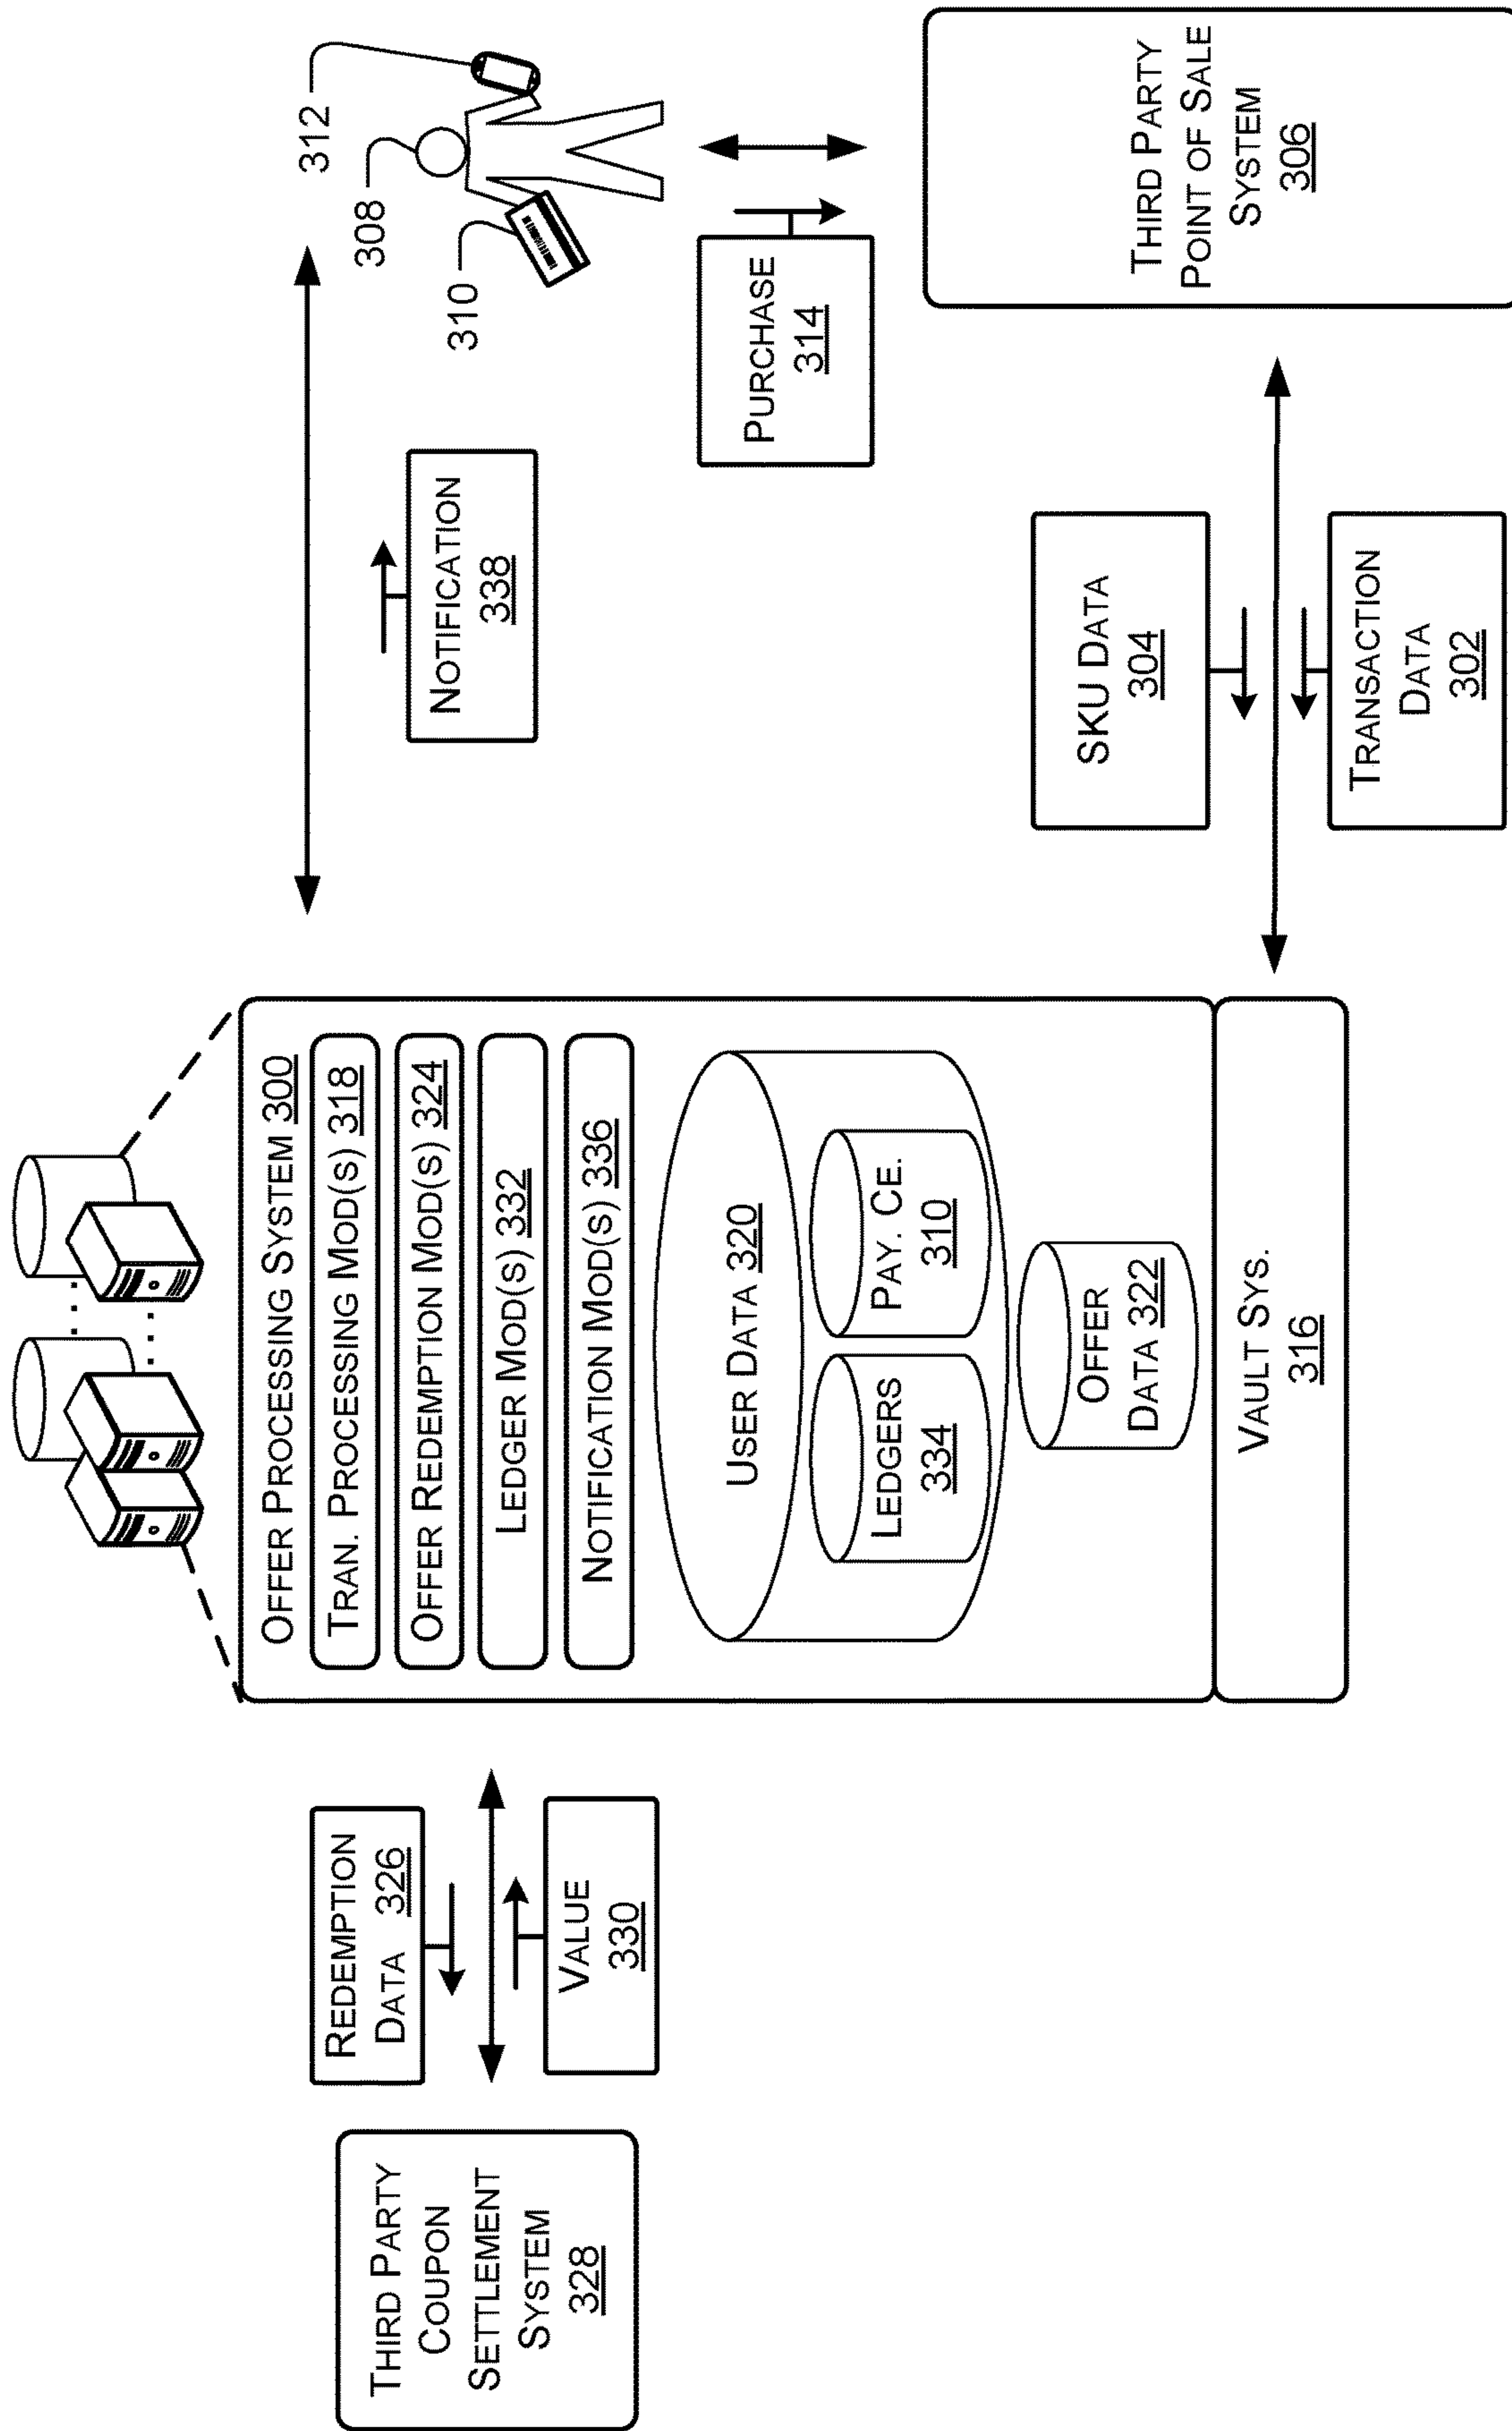 THIRD PARTY
COUPON
SETTLEMENT
SYSTEM
328
REDEMPTION
DATA 326
VALUE
330
OFFER PROCESSING SYSTEM 300
TRAN. PROCESSING MOD(S) 318
OFFER REDEMPTION MOD(S) 324
LEDGER MOD(S) 332
NOTIFICATION MOD(S) 336
USER DATA 320
LEDGERS
334
PAY. CE.
310
OFFER
DATA 322
VAULT SYS.
316
NOTIFICATION
338
312
308
310
PURCHASE
314
SKU DATA
304
TRANSACTION
DATA
302
THIRD PARTY
POINT OF SALE
SYSTEM
306